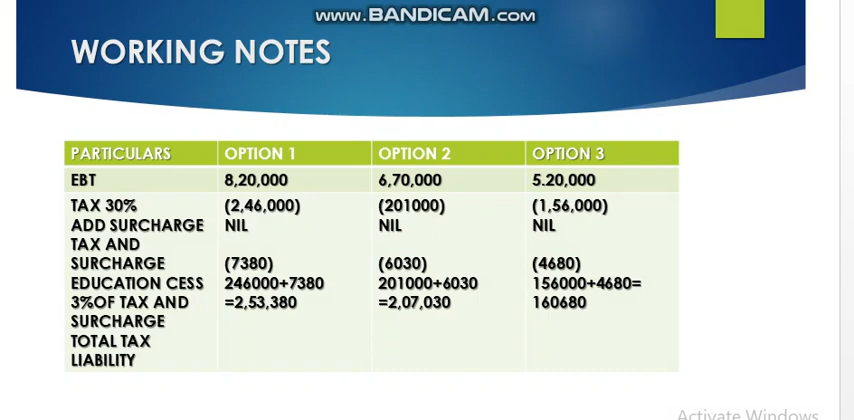 www.BANDICAM.com
WORKING NOTES
PARTICULARS OPTION 1 OPTION 2 OPTION 3
EBT 8,20,000 6,70,000 5.20,000
TAX 30% (2,46,000) (201000) (1,56,000)
ADD SURCHARGE NIL NIL NIL
TAX AND
SURCHARGE (7380) (6030) (4680)
EDUCATION CESS 246000+7380 201000+6030 156000+4680=
3%OF TAX AND =2,53,380 =2,07,030 160680
SURCHARGE
TOTAL TAX
LIABILITY
Activate Windows